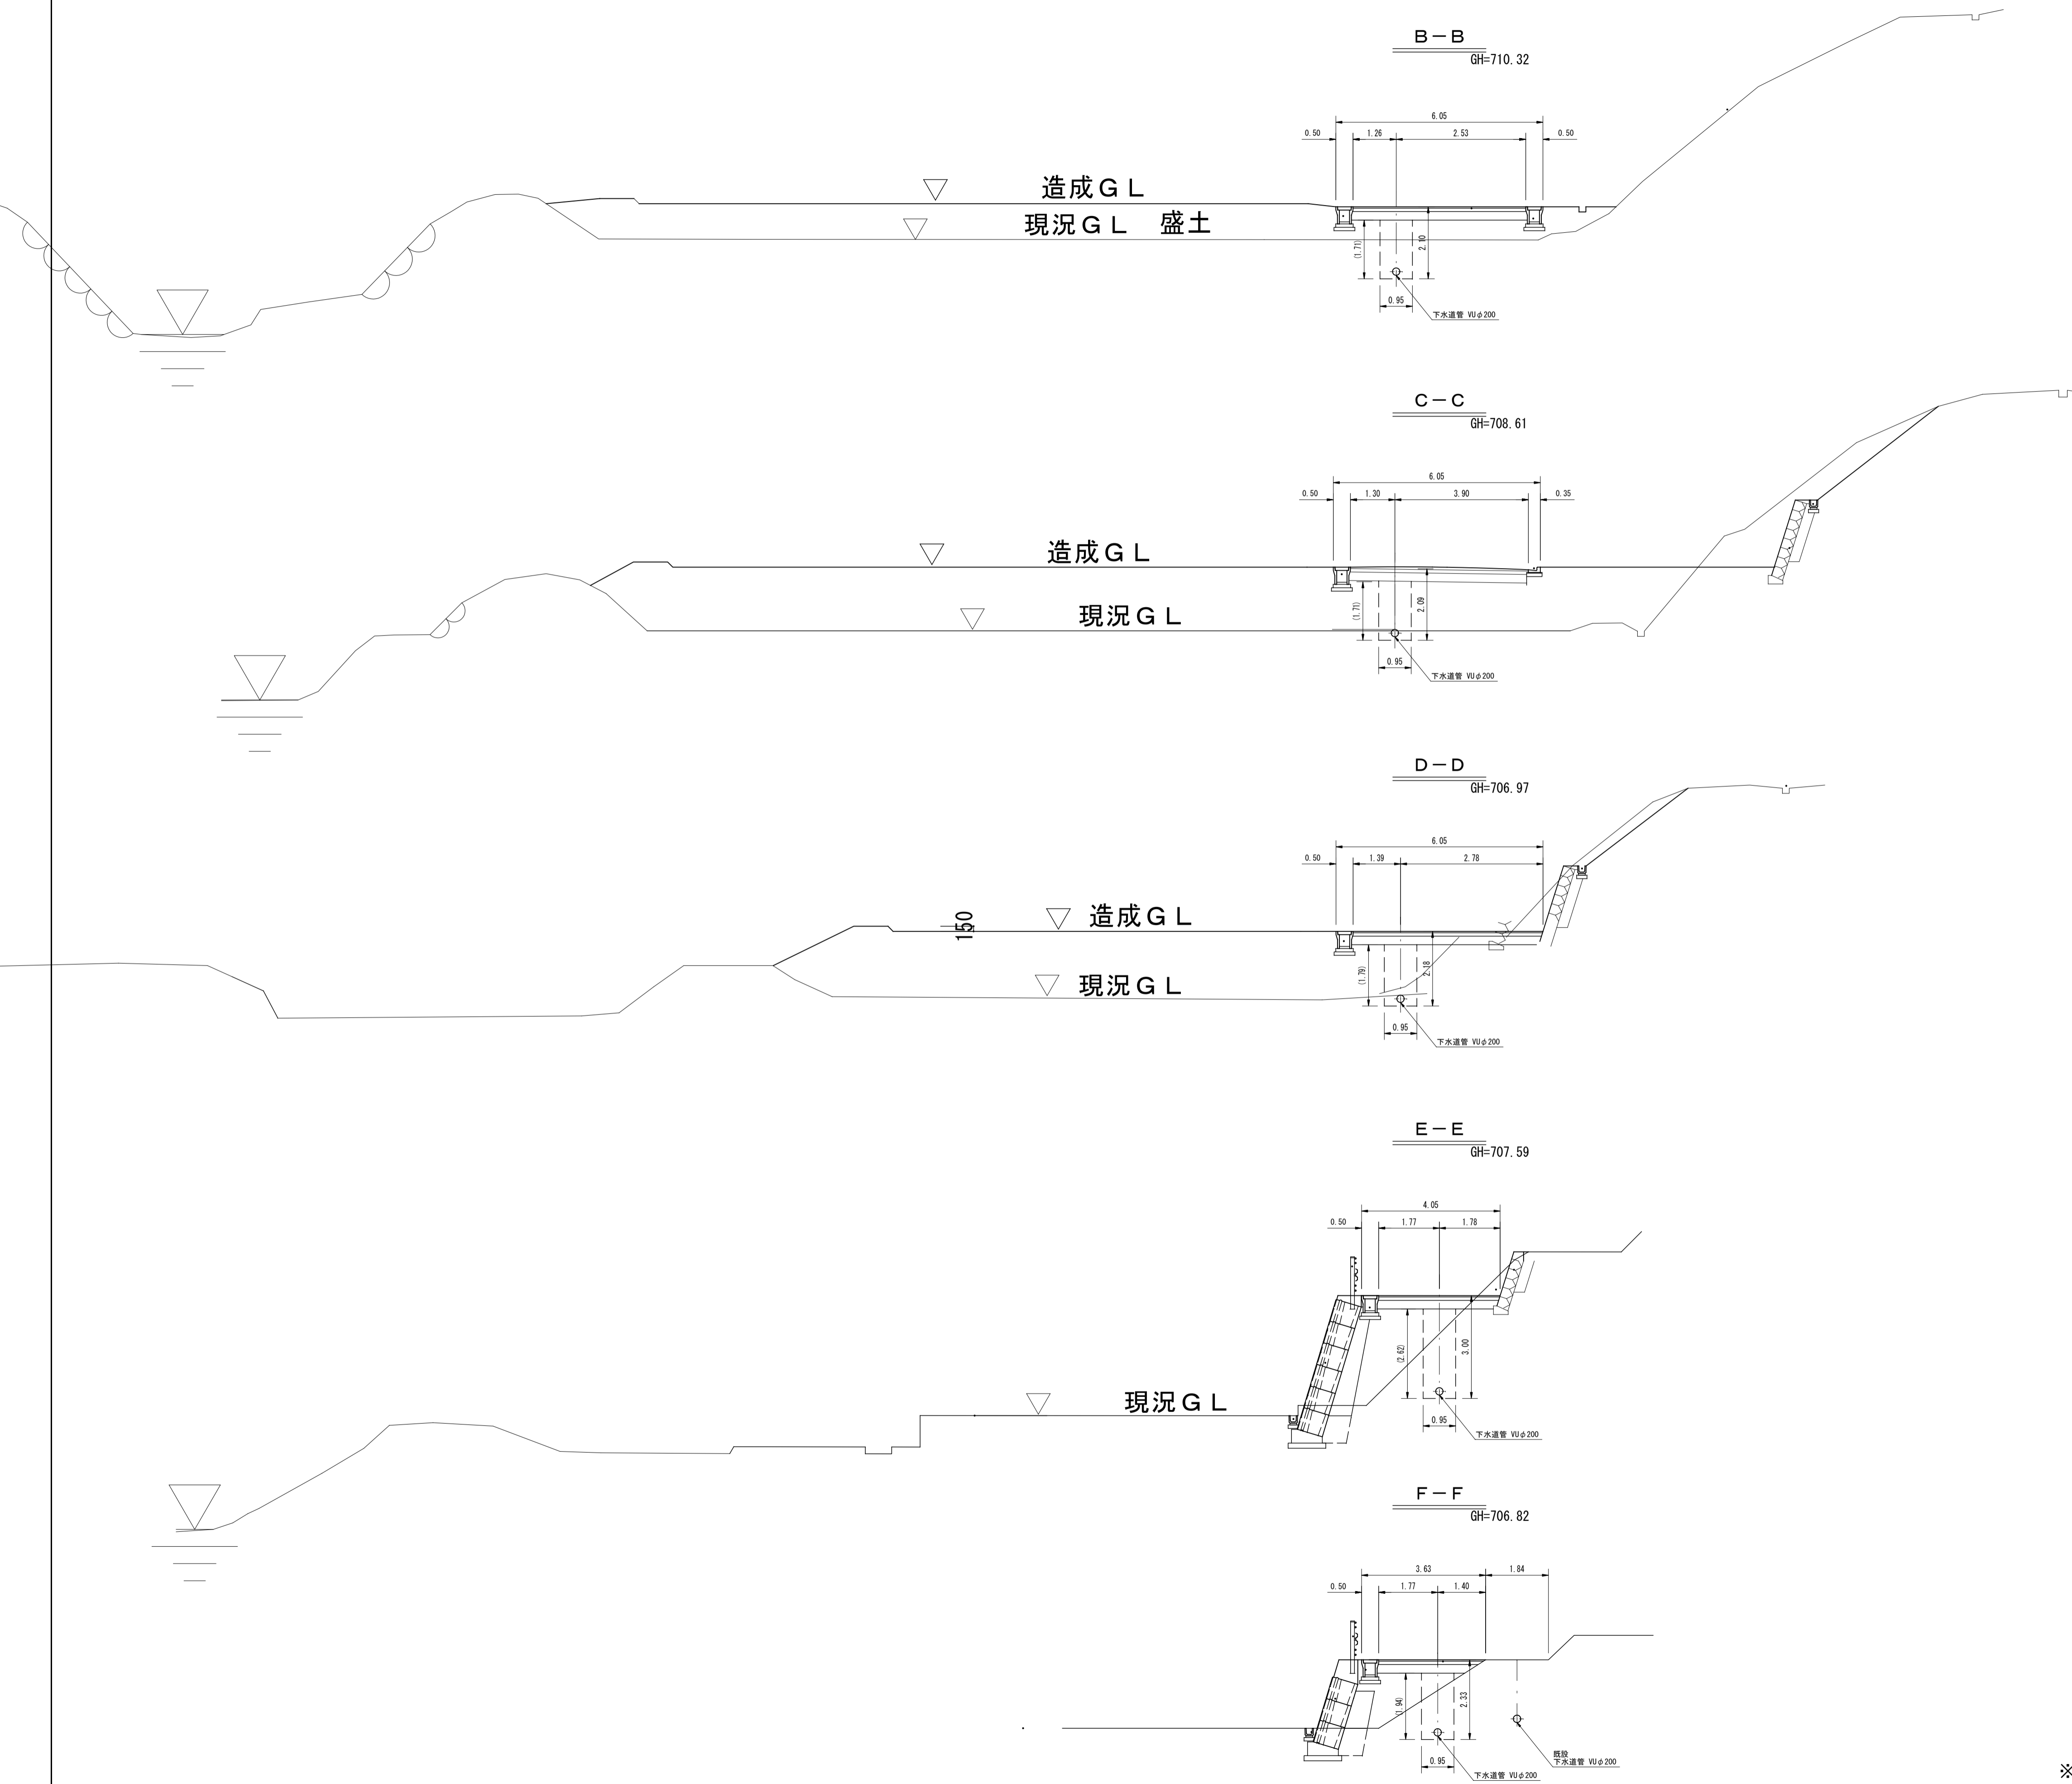 B－B
GH=710.32
6.05
0.50 1.26 2.53 0.50
造成ＧＬ
現況ＧＬ 盛土
(1.71)
2.10
0.95
下水道管 VUφ200
C－C
GH=708.61
6.05
0.50 1.30 3.90 0.35
造成ＧＬ
現況ＧＬ
(1.71)
2.09
0.95
下水道管 VUφ200
D－D
GH=706.97
6.05
0.50 1.39 2.78
150
造成ＧＬ
現況ＧＬ
(1.79)
2.18
0.95
下水道管 VUφ200
E－E
GH=707.59
4.05
0.50 1.77 1.78
(2.62)
3.00
現況ＧＬ
0.95
下水道管 VUφ200
F－F
GH=706.82
3.63 1.84
0.50 1.77 1.40
(1.94)
2.33
0.95
既設
下水道管 VUφ200
下水道管 VUφ200
※